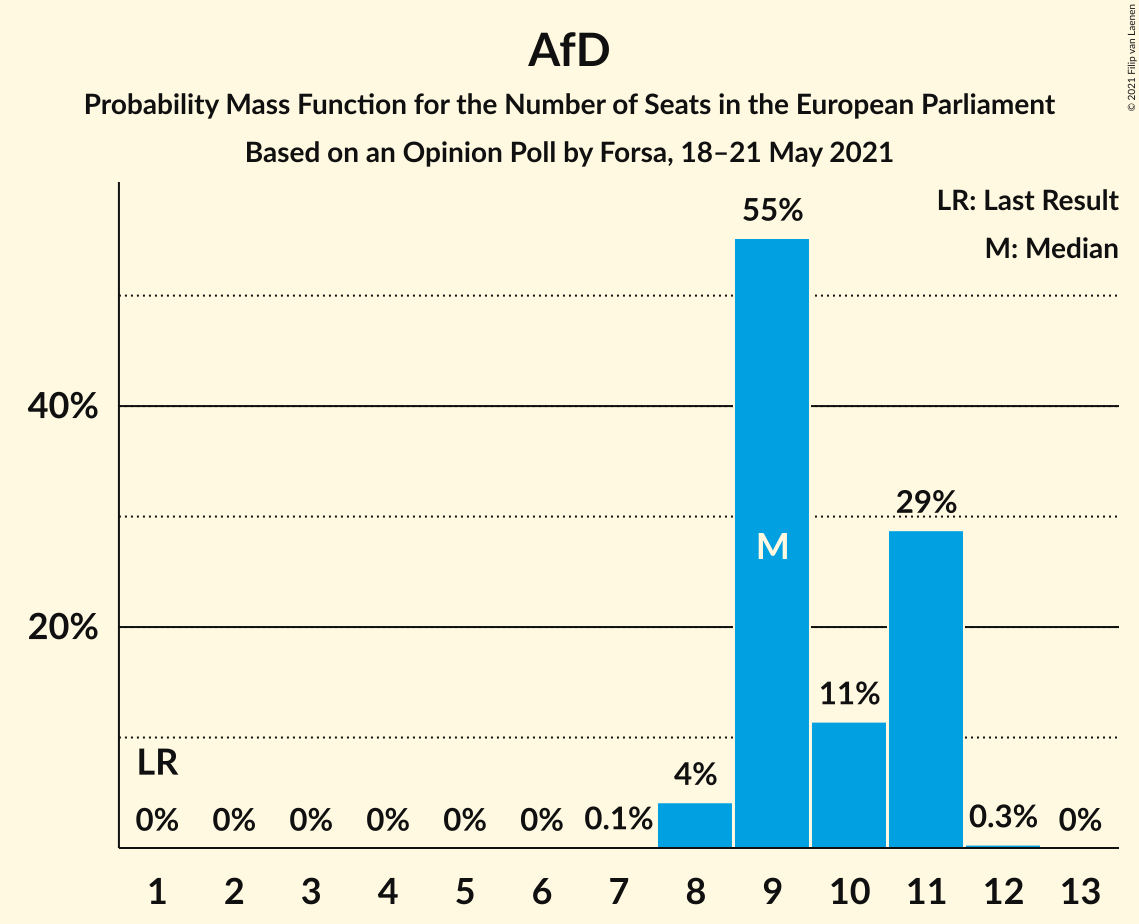 AfD
Probability Mass Function for the Number of Seats in the European Parliament
Based on an Opinion Poll by Forsa, 18–21 May 2021
© 2021 Filip van Laenen
LR: Last Result
M: Median
55%
40%
29%
M
20%
11%
LR
4%
0% 0% 0% 0% 0% 0% 0.1% 0.3% 0%
1 2 3 4 5 6 7 8 9 10 11 12 13